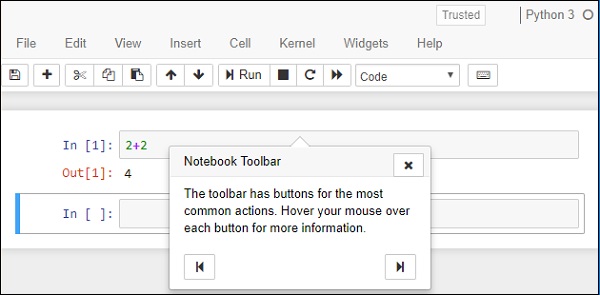 Trusted | Python 3
File Edit View Insert Cell Kernel Widgets Help
Run Code
In [1]: 2+2
Out[1]: 4
In [ ]:
Notebook Toolbar
The toolbar has buttons for the most
common actions. Hover your mouse over
each button for more information.